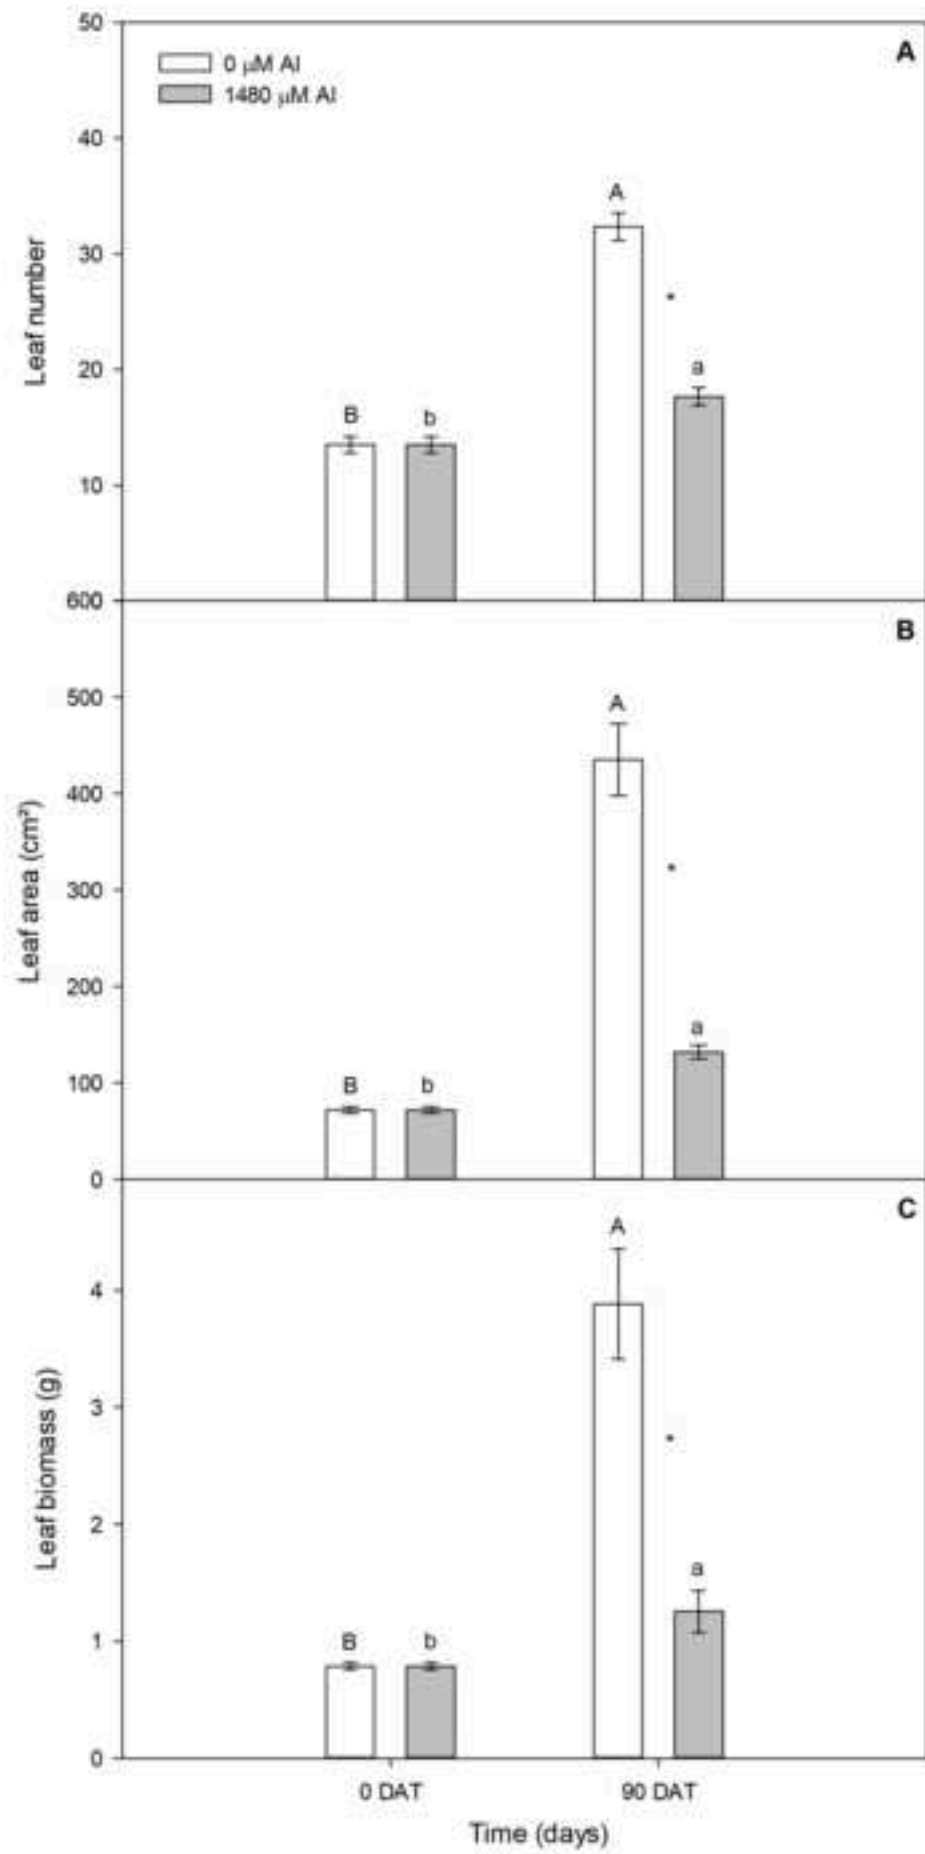 50
A
0 μM Al
1480 μM Al
40
A
30
*
a
20
B
b
10
Leaf number
600
B
500
A
400
*
300
200
a
B
b
100
0
Leaf area (cm²)
C
A
4
3
*
2
a
B
b
1
0
Leaf biomass (g)
0 DAT
90 DAT
Time (days)